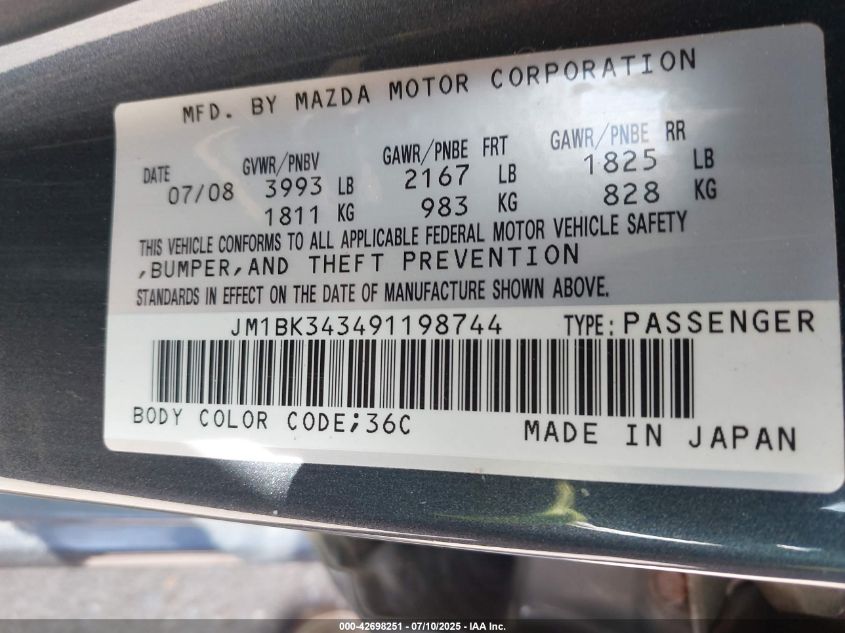 MFD. BY MAZDA MOTOR CORPORATION
DATE GVWR/PNBV GAWR/PNBE FRT GAWR/PNBE RR
07/08 3993 LB 2167 LB 1825 LB
1811 KG 983 KG 828 KG
THIS VEHICLE CONFORMS TO ALL APPLICABLE FEDERAL MOTOR VEHICLE SAFETY
,BUMPER,AND THEFT PREVENTION
STANDARDS IN EFFECT ON THE DATE OF MANUFACTURE SHOWN ABOVE.
JM1BK343491198744 TYPE:PASSENGER
BODY COLOR CODE;36C MADE IN JAPAN
000-42698251 - 07/10/2025 - IAA Inc.